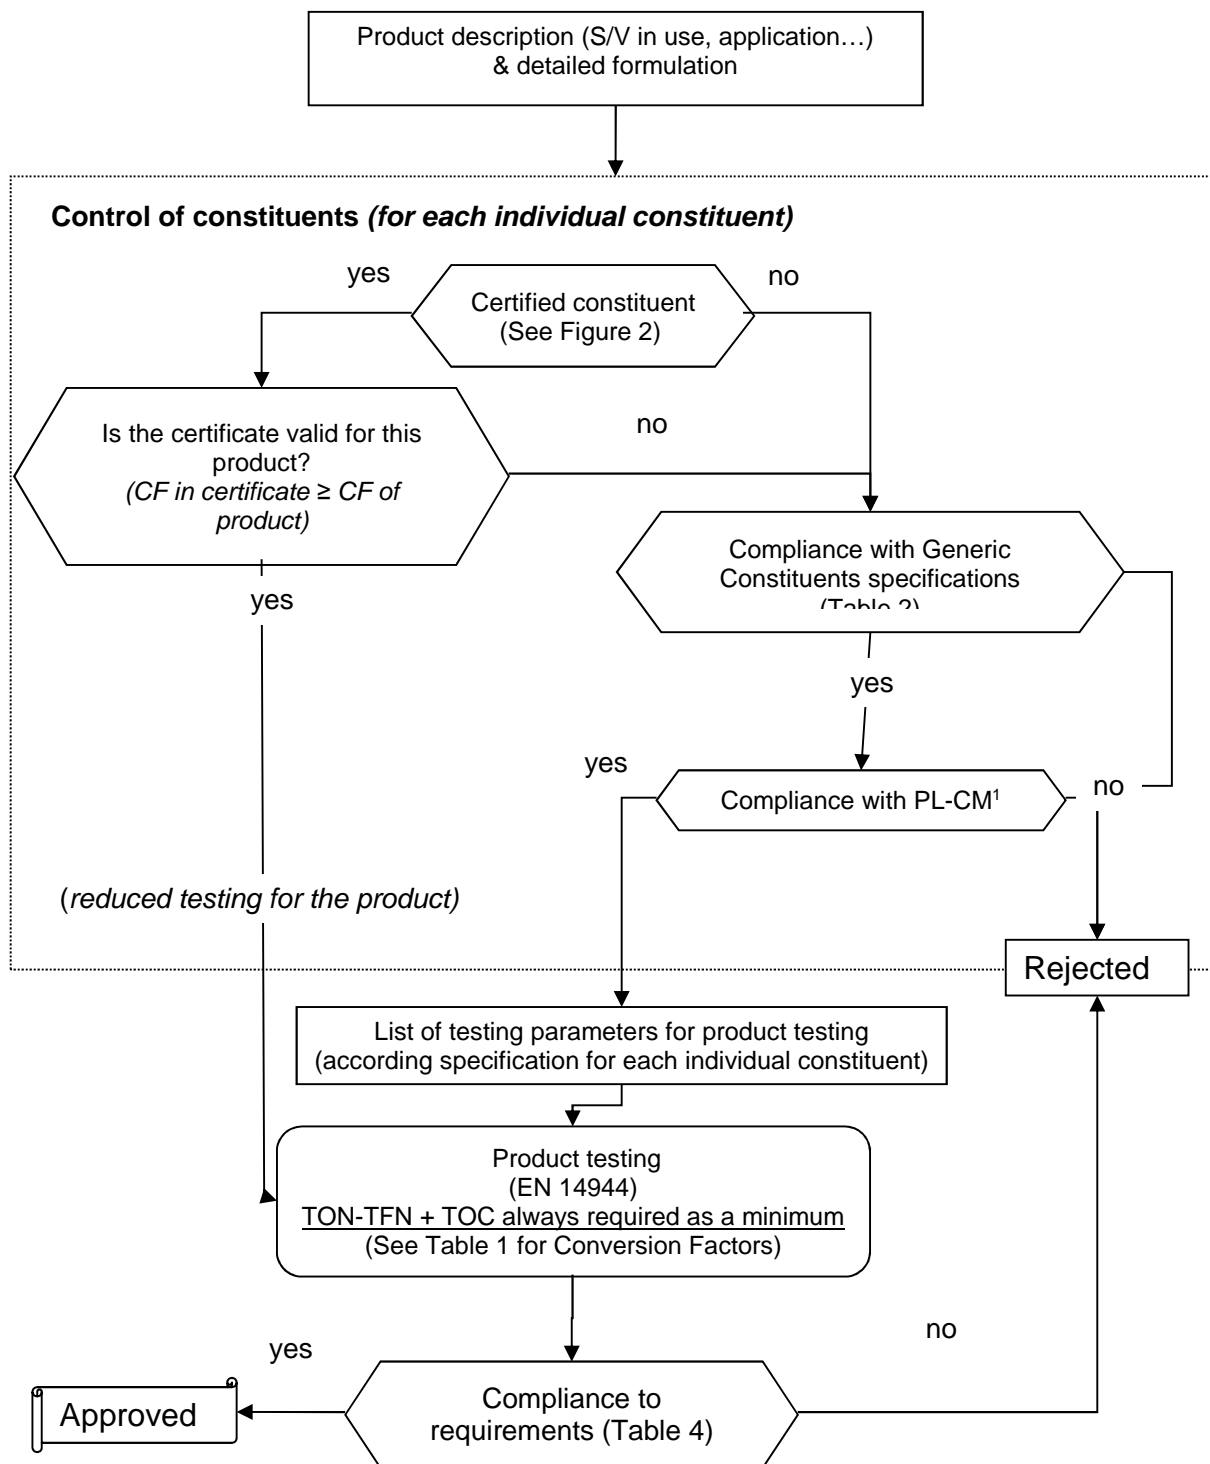 Product description (S/V in use, application…)
& detailed formulation
Control of constituents (for each individual constituent)
yes
no
Certified constituent
(See Figure 2)
Is the certificate valid for this
product?
(CF in certificate ≥ CF of
product)
no
Compliance with Generic
Constituents specifications
(Table 2)
yes
yes
yes
Compliance with PL-CM¹
no
(reduced testing for the product)
Rejected
List of testing parameters for product testing
(according specification for each individual constituent)
Product testing
(EN 14944)
TON-TFN + TOC always required as a minimum
(See Table 1 for Conversion Factors)
no
yes
Approved
Compliance to
requirements (Table 4)